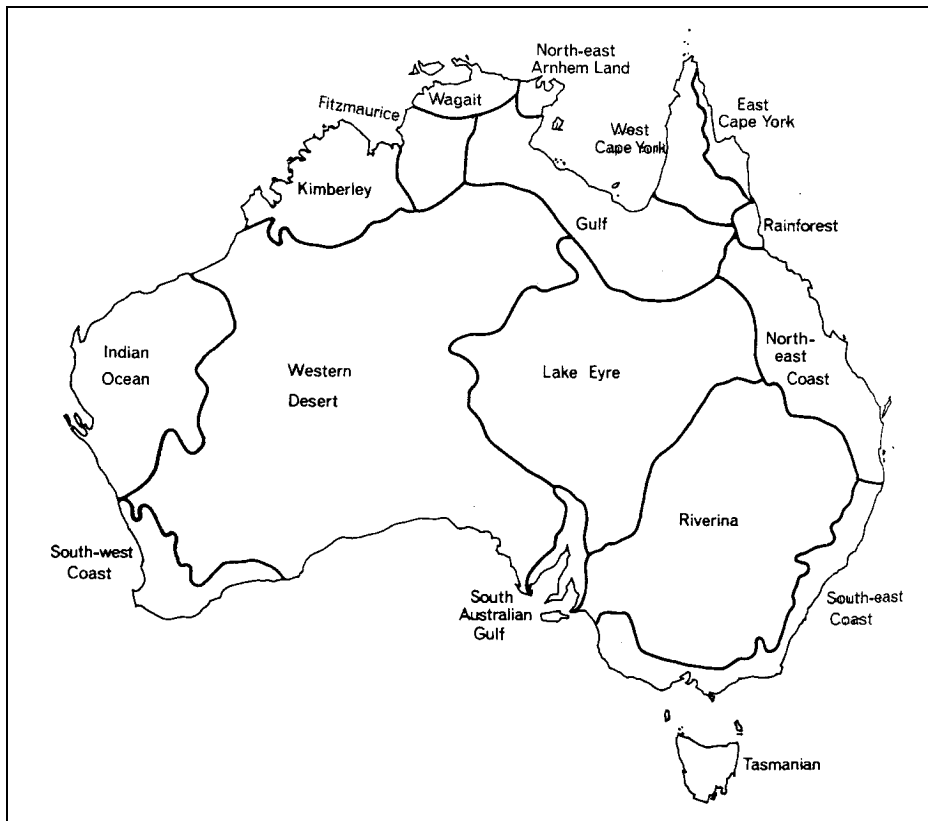 North-east
Arnhem Land
Wagait
Fitzmaurice
East
Cape York
West
Cape York
Kimberley
Gulf
Rainforest
Indian
Ocean
Western
Desert
Lake Eyre
North-
east
Coast
Riverina
South-west
Coast
South
Australian
Gulf
South-east
Coast
Tasmanian